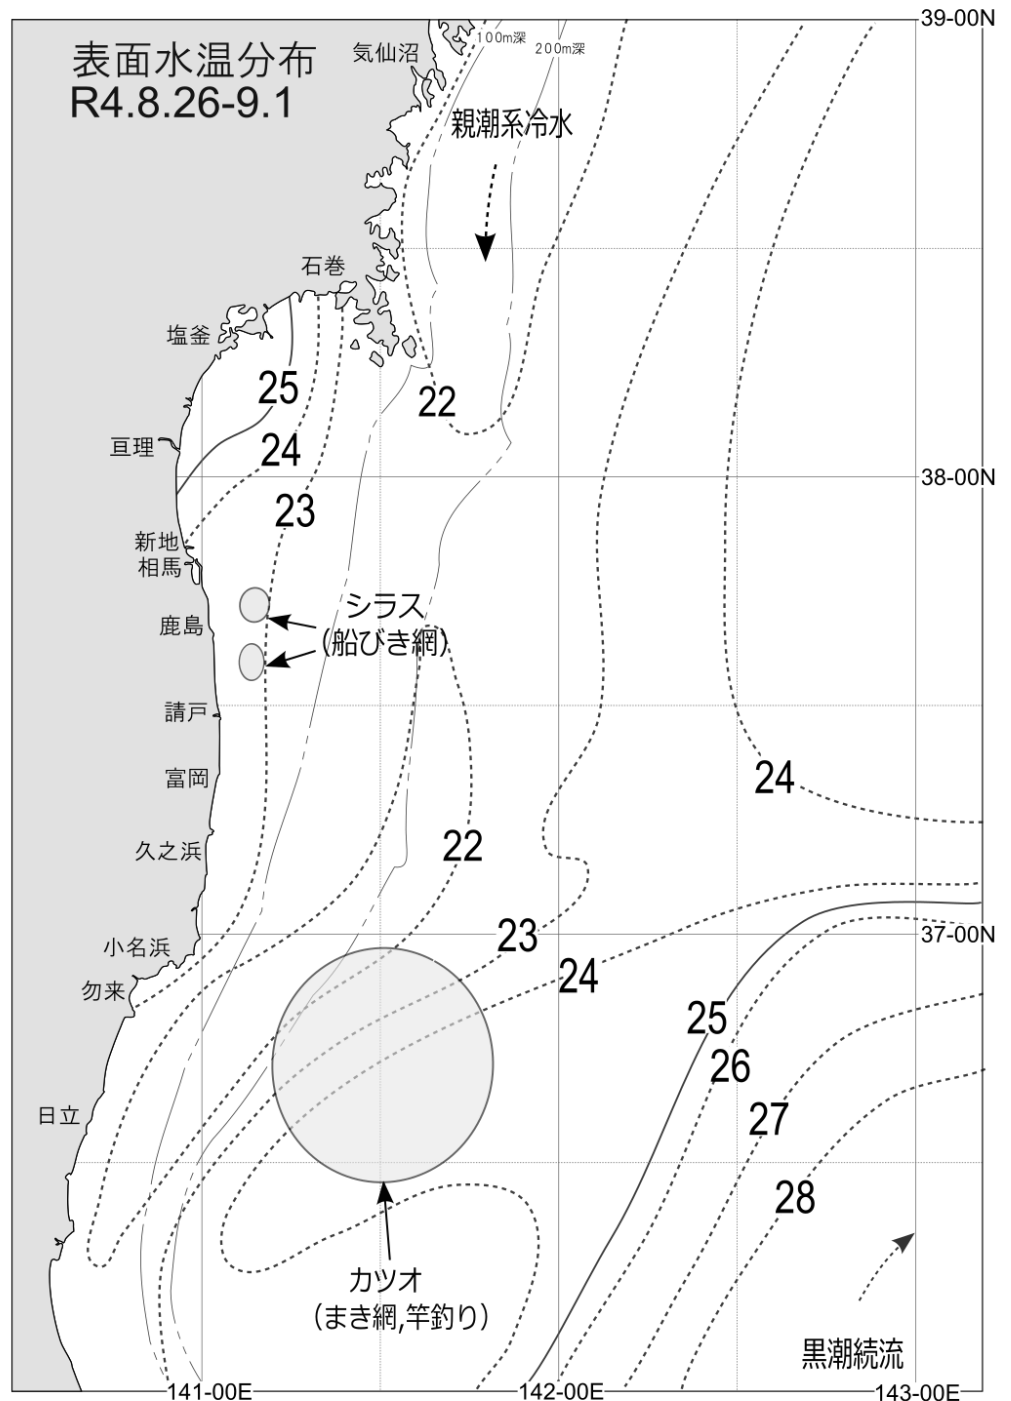 39-00N
100m深
200m深
表面水温分布
R4.8.26-9.1
気仙沼
親潮系冷水
石巻
塩釜
25
22
亘理
24
38-00N
23
新地
相馬
シラス
(船びき網)
鹿島
請戸
富岡
24
久之浜
22
小名浜
23
37-00N
24
勿来
25
26
日立
27
28
カツオ
(まき網,竿釣り)
黒潮続流
141-00E
142-00E
143-00E